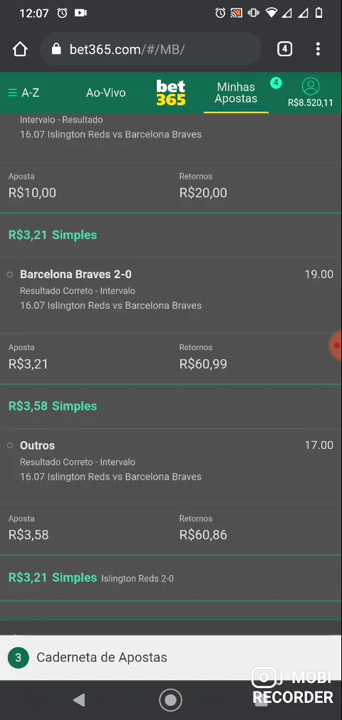 12:07
bet365.com/#/MB/
4
A-Z
Ao-Vivo
bet
365
Minhas
Apostas
4
R$8.520,11
Intervalo - Resultado
16.07 Islington Reds vs Barcelona Braves
Aposta
Retornos
R$10,00
R$20,00
R$3,21 Simples
Barcelona Braves 2-0
19.00
Resultado Correto - Intervalo
16.07 Islington Reds vs Barcelona Braves
Aposta
Retornos
R$3,21
R$60,99
R$3,58 Simples
Outros
17.00
Resultado Correto - Intervalo
16.07 Islington Reds vs Barcelona Braves
Aposta
Retornos
R$3,58
R$60,86
R$3,21 Simples Islington Reds 2-0
3 Caderneta de Apostas
MOBI
RECORDER